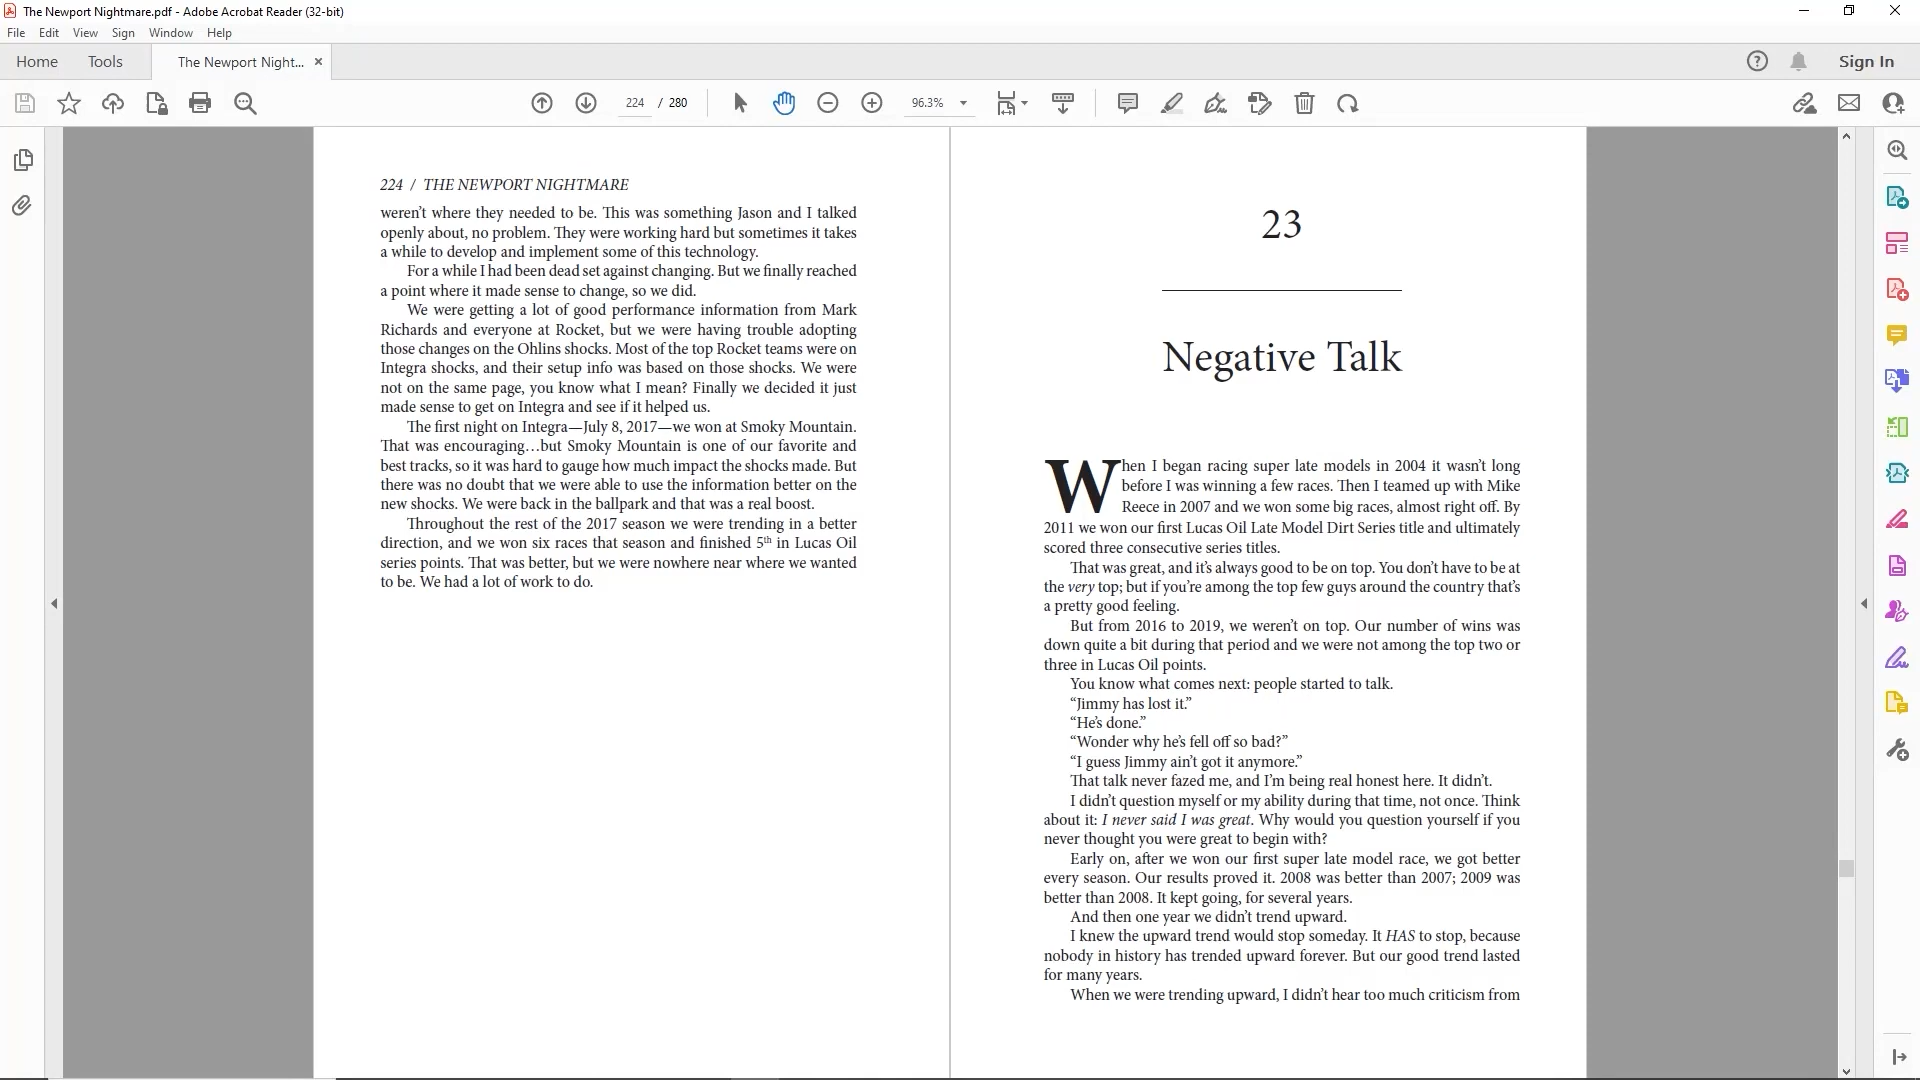 The Newport Nightmare.pdf - Adobe Acrobat Reader (32-bit)
File Edit View Sign Window Help
Home Tools The Newport Night... ×
Sign In
224 / 280
96.3%
224 / THE NEWPORT NIGHTMARE
weren’t where they needed to be. This was something Jason and I talked
openly about, no problem. They were working hard but sometimes it takes
a while to develop and implement some of this technology.
For a while I had been dead set against changing. But we finally reached
a point where it made sense to change, so we did.
We were getting a lot of good performance information from Mark
Richards and everyone at Rocket, but we were having trouble adopting
those changes on the Ohlins shocks. Most of the top Rocket teams were on
Integra shocks, and their setup info was based on those shocks. We were
not on the same page, you know what I mean? Finally we decided it just
made sense to get on Integra and see if it helped us.
The first night on Integra—July 8, 2017—we won at Smoky Mountain.
That was encouraging…but Smoky Mountain is one of our favorite and
best tracks, so it was hard to gauge how much impact the shocks made. But
there was no doubt that we were able to use the information better on the
new shocks. We were back in the ballpark and that was a real boost.
Throughout the rest of the 2017 season we were trending in a better
direction, and we won six races that season and finished 5th in Lucas Oil
series points. That was better, but we were nowhere near where we wanted
to be. We had a lot of work to do.
23
Negative Talk
When I began racing super late models in 2004 it wasn’t long
before I was winning a few races. Then I teamed up with Mike
Reece in 2007 and we won some big races, almost right off. By
2011 we won our first Lucas Oil Late Model Dirt Series title and ultimately
scored three consecutive series titles.
That was great, and it’s always good to be on top. You don’t have to be at
the very top; but if you’re among the top few guys around the country that’s
a pretty good feeling.
But from 2016 to 2019, we weren’t on top. Our number of wins was
down quite a bit during that period and we were not among the top two or
three in Lucas Oil points.
You know what comes next: people started to talk.
“Jimmy has lost it.”
“He’s done.”
“Wonder why he’s fell off so bad?”
“I guess Jimmy ain’t got it anymore.”
That talk never fazed me, and I’m being real honest here. It didn’t.
I didn’t question myself or my ability during that time, not once. Think
about it: I never said I was great. Why would you question yourself if you
never thought you were great to begin with?
Early on, after we won our first super late model race, we got better
every season. Our results proved it. 2008 was better than 2007; 2009 was
better than 2008. It kept going, for several years.
And then one year we didn’t trend upward.
I knew the upward trend would stop someday. It HAS to stop, because
nobody in history has trended upward forever. But our good trend lasted
for many years.
When we were trending upward, I didn’t hear too much criticism from